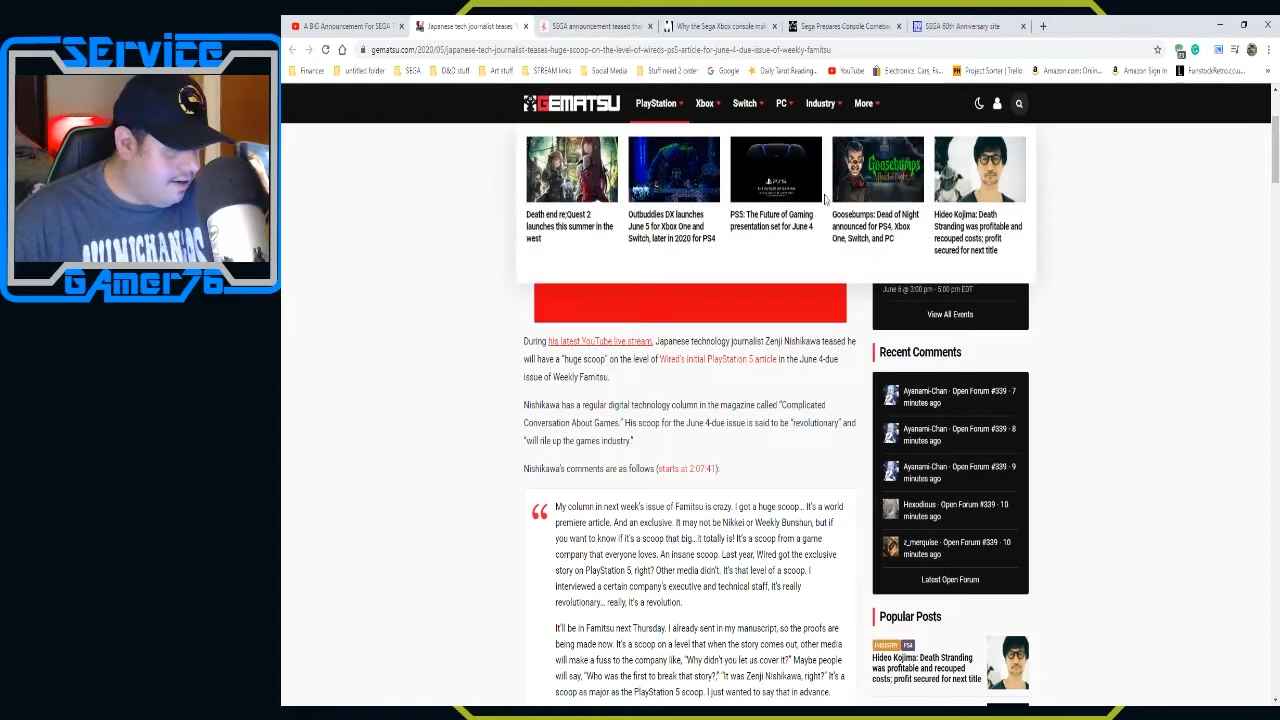 SERVICE
GAMER76
A BIG Announcement For SEGA
Japanese tech journalist teases "
SEGA announcement teased tha
Why the Sega Xbox console mai
Sega Prepares Console Comeba
SEGA 60th Anniversary site
gematsu.com/2020/05/japanese-tech-journalist-teases-huge-scoop-on-the-level-of-wireds-ps5-article-for-june-4-due-issue-of-weekly-famitsu
Finances
untitled folder
SEGA
D&D stuff
Art stuff
STREAM links
Social Media
Stuff need 2 order
Google
Daily Tarot Reading...
YouTube
Electronics, Cars, Fa...
Project Sorter | Trello
Amazon.com: Onlin...
Amazon Sign In
FunstockRetro.co.u...
GEMATSU
PlayStation
Xbox
Switch
PC
Industry
More
Death end re;Quest 2
launches this summer in the
west
Outbuddies DX launches
June 5 for Xbox One and
Switch, later in 2020 for PS4
PS5: The Future of Gaming
presentation set for June 4
Goosebumps: Dead of Night
announced for PS4, Xbox
One, Switch, and PC
Hideo Kojima: Death
Stranding was profitable and
recouped costs; profit
secured for next title
June 6 @ 3:00 pm - 5:00 pm EDT
View All Events
During his latest YouTube live stream, Japanese technology journalist Zenji Nishikawa teased he
will have a "huge scoop" on the level of Wired's initial PlayStation 5 article in the June 4-due
issue of Weekly Famitsu.
Nishikawa has a regular digital technology column in the magazine called "Complicated
Conversation About Games." His scoop for the June 4-due issue is said to be "revolutionary" and
"will rile up the games industry."
Nishikawa's comments are as follows (starts at 2:07:41):
My column in next week's issue of Famitsu is crazy. I got a huge scoop... It's a world
premiere article. And an exclusive. It may not be Nikkei or Weekly Bunshun, but if
you want to know if it's a scoop that big...it totally is! It's a scoop from a game
company that everyone loves. An insane scoop. Last year, Wired got the exclusive
story on PlayStation 5, right? Other media didn't. It's that level of a scoop. I
interviewed a certain company's executive and technical staff, it's really
revolutionary... really, it's a revolution.
It'll be in Famitsu next Thursday. I already sent in my manuscript, so the proofs are
being made now. It's a scoop on a level that when the story comes out, other media
will make a fuss to the company like, "Why didn't you let us cover it?" Maybe people
will say, "Who was the first to break that story?," "It was Zenji Nishikawa, right?" It's a
scoop as major as the PlayStation 5 scoop. I just wanted to say that in advance.
Recent Comments
Ayanami-Chan · Open Forum #339 · 7
minutes ago
Ayanami-Chan · Open Forum #339 · 8
minutes ago
Ayanami-Chan · Open Forum #339 · 9
minutes ago
Hexodious · Open Forum #339 · 10
minutes ago
z_merquise · Open Forum #339 · 10
minutes ago
Latest Open Forum
Popular Posts
INDUSTRY PS4
Hideo Kojima: Death Stranding
was profitable and recouped
costs; profit secured for next title